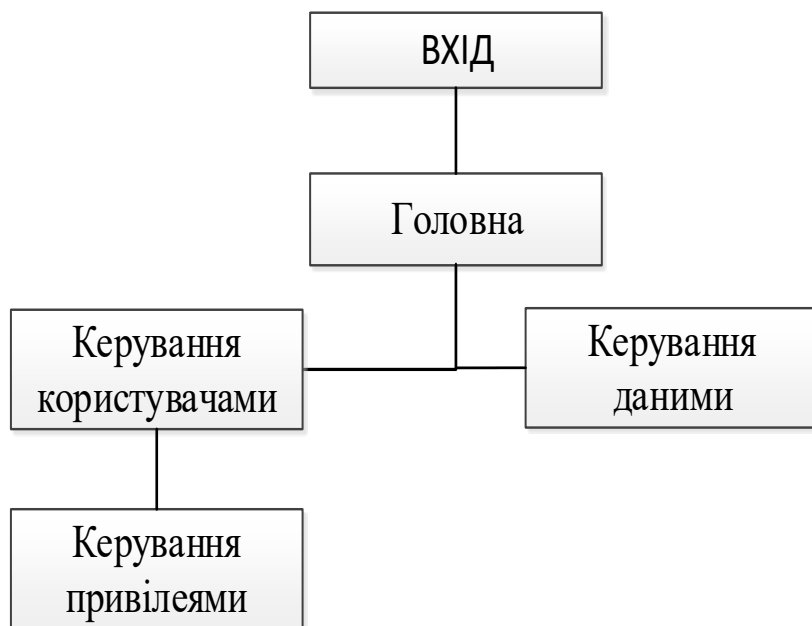 ВХІД
Головна
Керування
користувачами
Керування
даними
Керування
привілеями